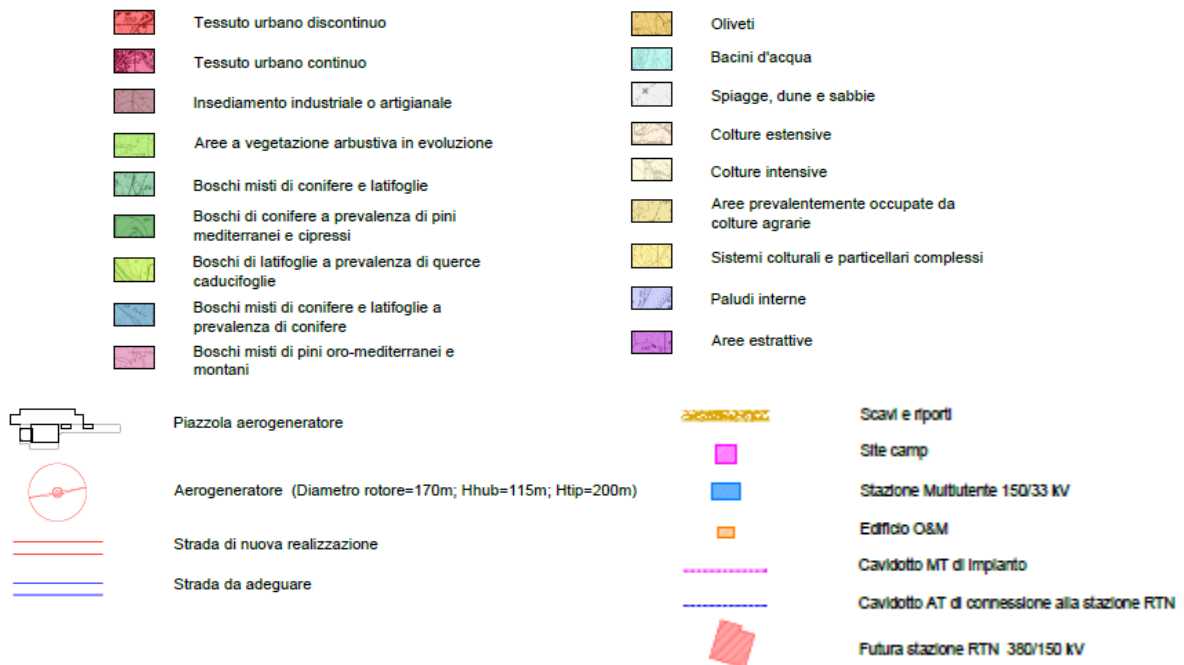 Tessuto urbano discontinuo
Tessuto urbano continuo
Insediamento industriale o artigianale
Aree a vegetazione arbustiva in evoluzione
Boschi misti di conifere e latifoglie
Boschi di conifere a prevalenza di pini
mediterranei e cipressi
Boschi di latifoglie a prevalenza di querce
caducifoglie
Boschi misti di conifere e latifoglie a
prevalenza di conifere
Boschi misti di pini oro-mediterranei e
montani
Oliveti
Bacini d'acqua
Spiagge, dune e sabbie
Colture estensive
Colture intensive
Aree prevalentemente occupate da
colture agrarie
Sistemi colturali e particellari complessi
Paludi interne
Aree estrattive
Piazzola aerogeneratore
Aerogeneratore (Diametro rotore=170m; Hhub=115m; Htip=200m)
Strada di nuova realizzazione
Strada da adeguare
Scavi e riporti
Site camp
Stazione Multiutente 150/33 kV
Edificio O&M
Cavidotto MT di Impianto
Cavidotto AT di connessione alla stazione RTN
Futura stazione RTN 380/150 kV